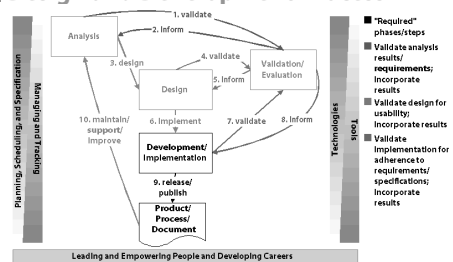 1. validate
2. Inform
Analysis
3. design
4. validate
5. Inform
Validation/
Evaluation
Design
10. maintain/
support/
improve
6. Implement
7. validate
8. Inform
Development/
Implementation
9. release/
publish
Product/
Process/
Document
Planning, Scheduling, and Specification
Managing and Tracking
Technologies
Tools
Leading and Empowering People and Developing Careers
"Required"
phases/steps
Validate analysis
results/
requirements;
Incorporate
results
Validate design for
usability;
Incorporate results
Validate
Implementation for
adherence to
requirements/
specifications;
Incorporate
results